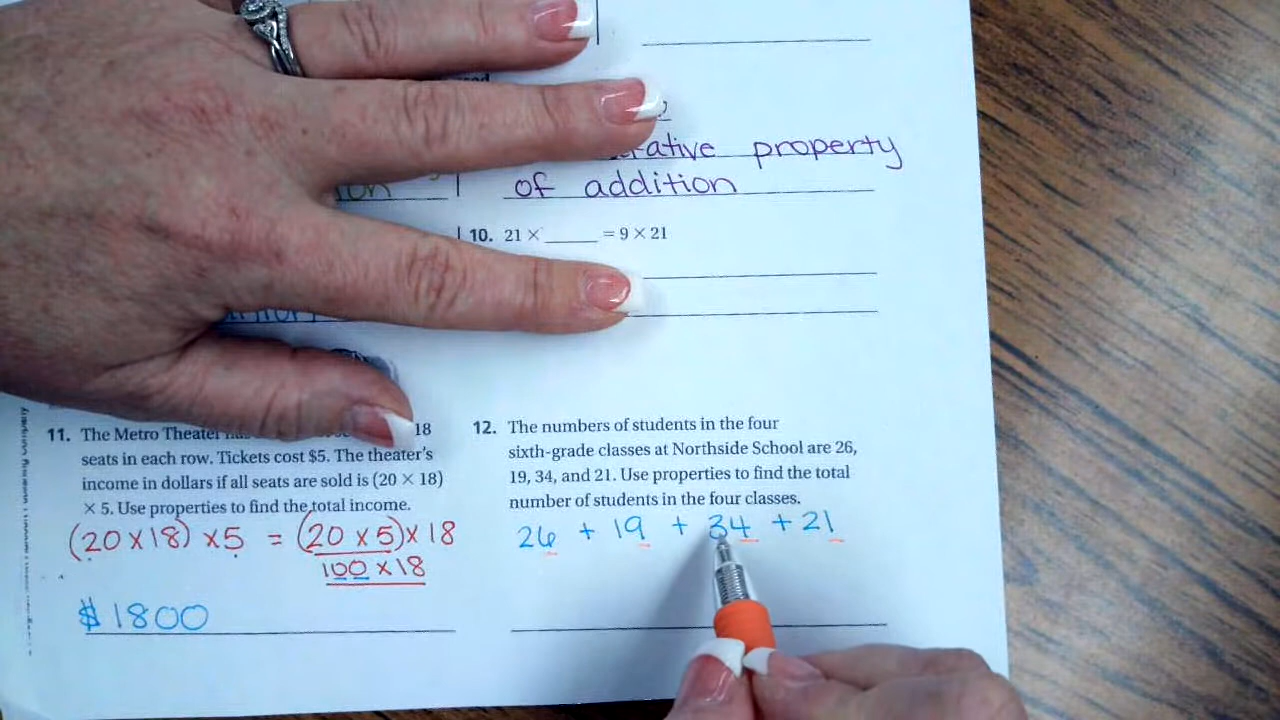 property
of addition
10. 21 × ____ = 9 × 21
11. The Metro Theater 18
seats in each row. Tickets cost $5. The theater's
income in dollars if all seats are sold is (20 × 18)
× 5. Use properties to find the total income.
(20 × 18) × 5 = (20 × 5) × 18
100 × 18
$1800
12. The numbers of students in the four
sixth-grade classes at Northside School are 26,
19, 34, and 21. Use properties to find the total
number of students in the four classes.
26 + 19 + 34 + 21